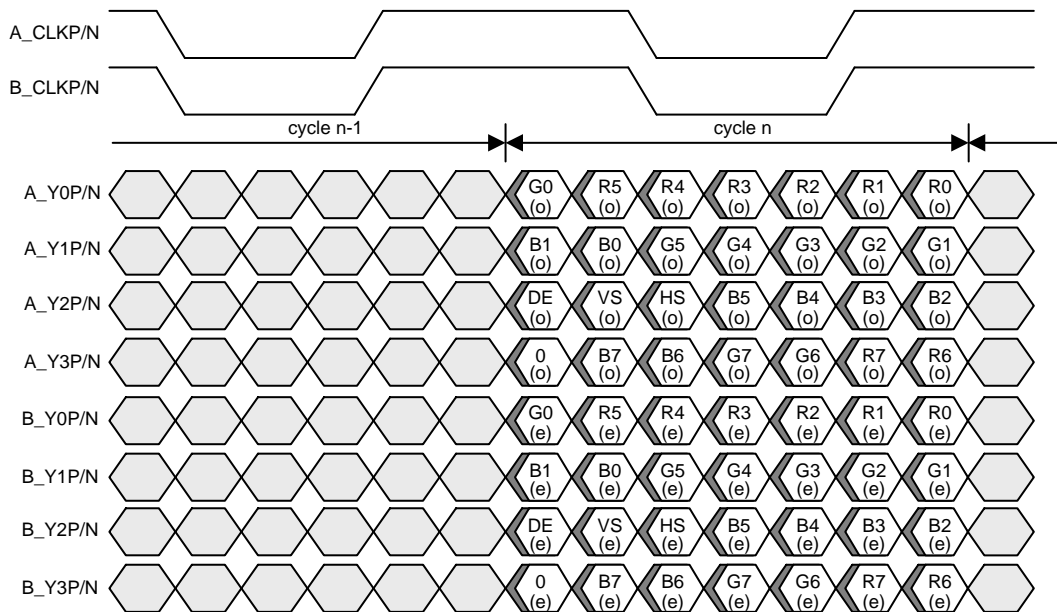 A_CLKP/N
B_CLKP/N
cycle n-1 cycle n
A_Y0P/N G0 (o) R5 (o) R4 (o) R3 (o) R2 (o) R1 (o) R0 (o)
A_Y1P/N B1 (o) B0 (o) G5 (o) G4 (o) G3 (o) G2 (o) G1 (o)
A_Y2P/N DE (o) VS (o) HS (o) B5 (o) B4 (o) B3 (o) B2 (o)
A_Y3P/N 0 (o) B7 (o) B6 (o) G7 (o) G6 (o) R7 (o) R6 (o)
B_Y0P/N G0 (e) R5 (e) R4 (e) R3 (e) R2 (e) R1 (e) R0 (e)
B_Y1P/N B1 (e) B0 (e) G5 (e) G4 (e) G3 (e) G2 (e) G1 (e)
B_Y2P/N DE (e) VS (e) HS (e) B5 (e) B4 (e) B3 (e) B2 (e)
B_Y3P/N 0 (e) B7 (e) B6 (e) G7 (e) G6 (e) R7 (e) R6 (e)